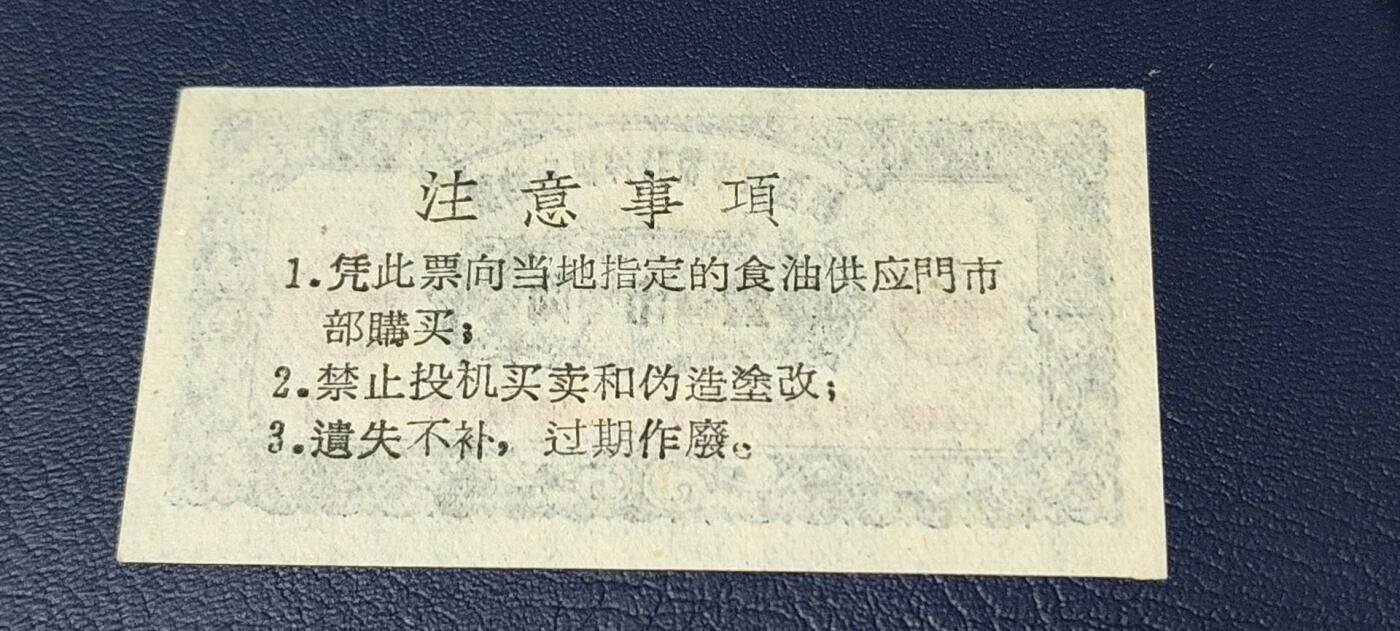 注意事項
1.凭此票向当地指定的食油供应門市
部購买;
2.禁止投机买卖和伪造塗改;
3.遺失不补,过期作廢。